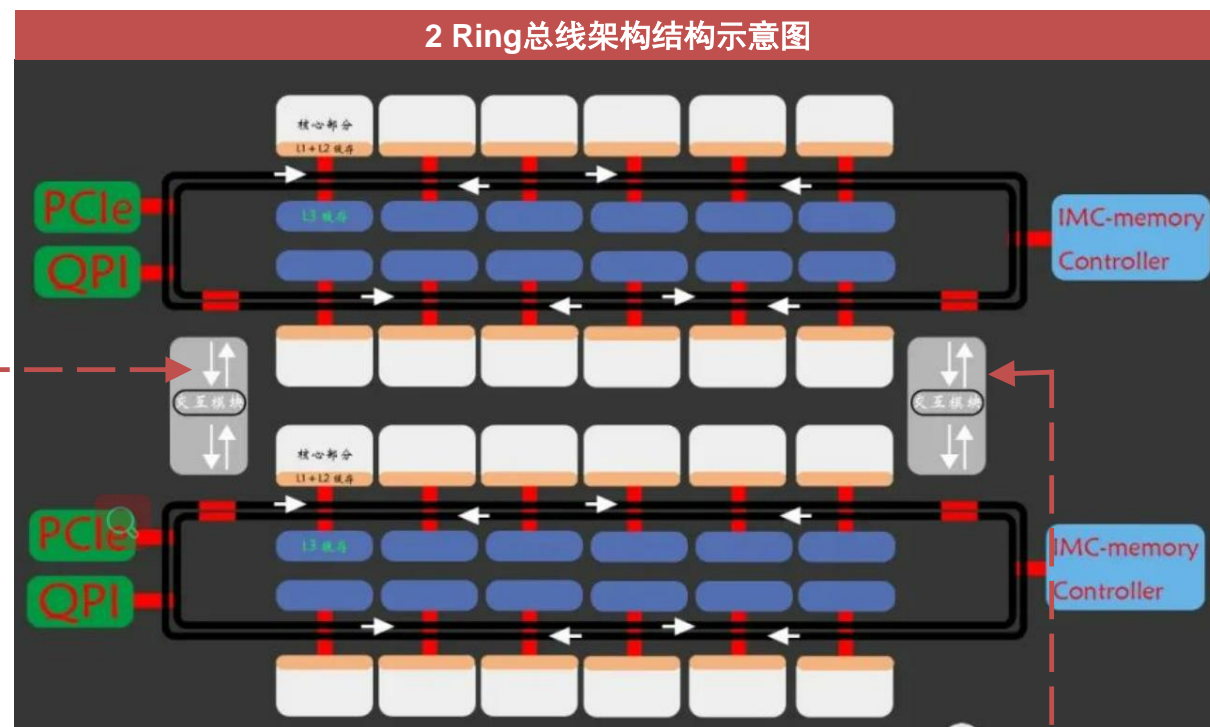 2 Ring总线架构结构示意图
核心部分
L1+L2 缓存
PCIe
L3 缓存
IMC-memory
Controller
QPI
交互模块
交互模块
核心部分
L1+L2 缓存
PCIe
L3 缓存
IMC-memory
Controller
QPI